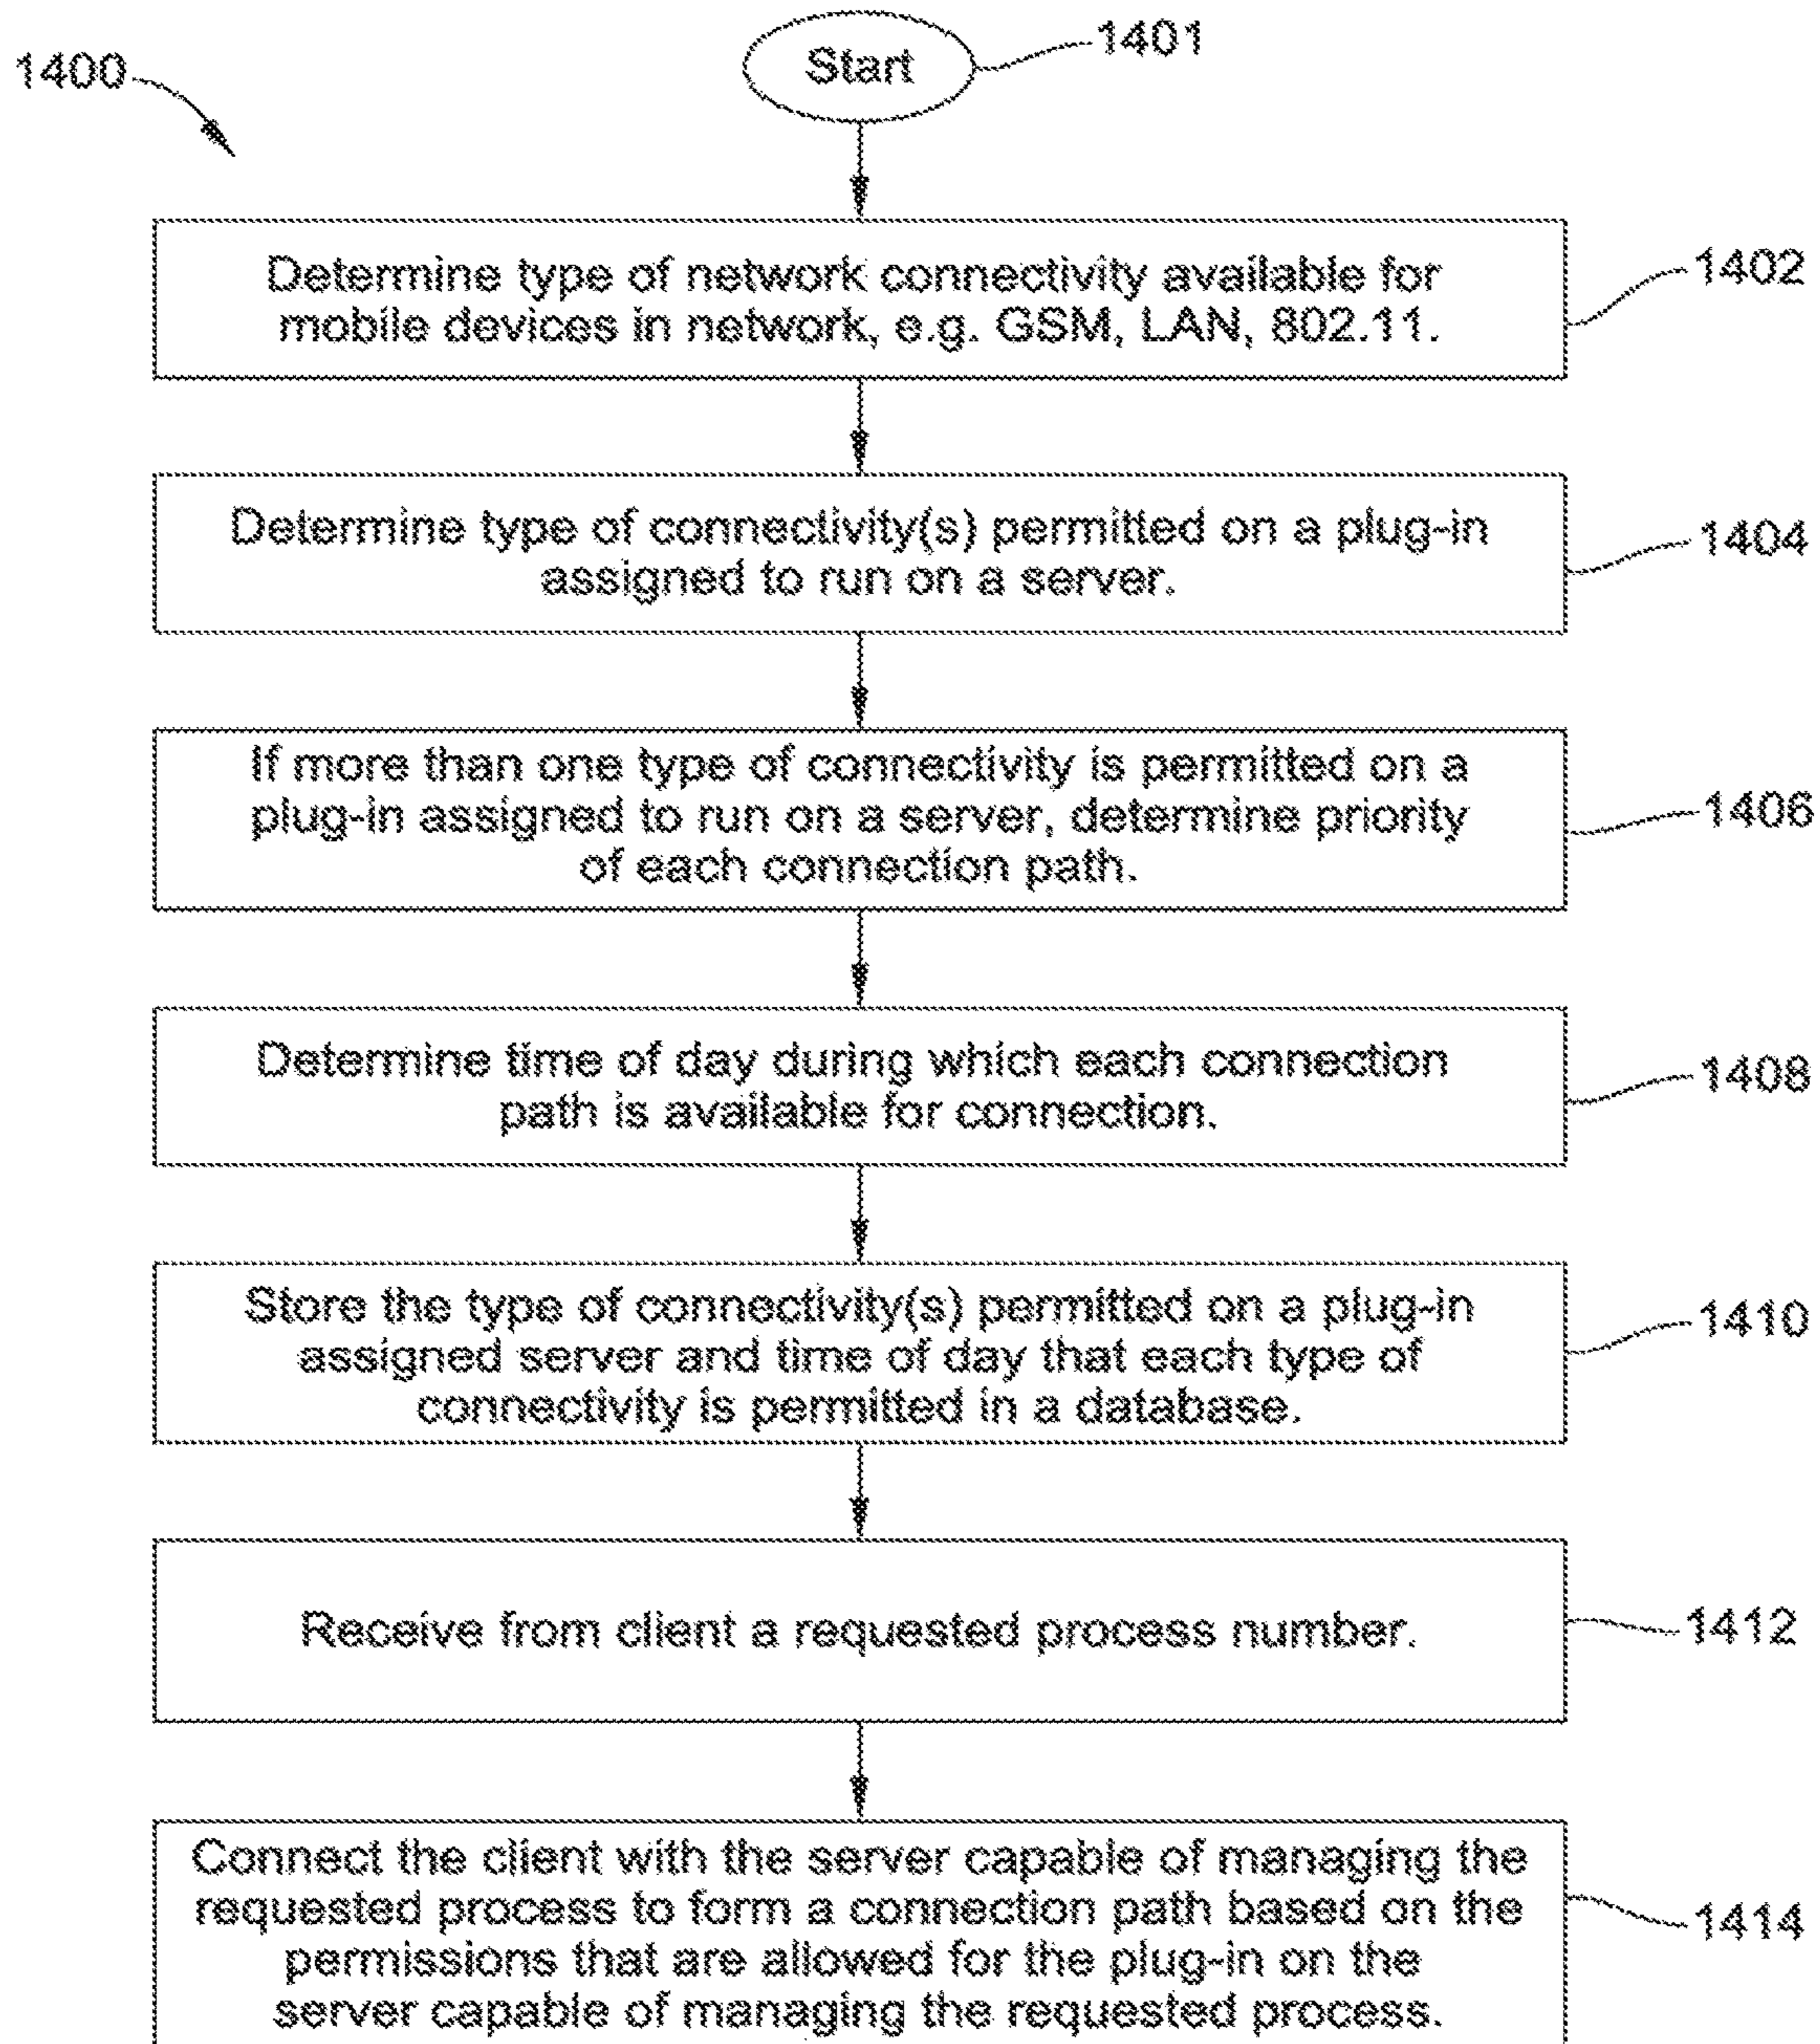 1400
Start
1401
Determine type of network connectivity available for
mobile devices in network, e.g. GSM, LAN, 802.11.
1402
Determine type of connectivity(s) permitted on a plug-in
assigned to run on a server.
1404
If more than one type of connectivity is permitted on a
plug-in assigned to run on a server, determine priority
of each connection path.
1406
Determine time of day during which each connection
path is available for connection.
1408
Store the type of connectivity(s) permitted on a plug-in
assigned server and time of day that each type of
connectivity is permitted in a database.
1410
Receive from client a requested process number.
1412
Connect the client with the server capable of managing the
requested process to form a connection path based on the
permissions that are allowed for the plug-in on the
server capable of managing the requested process.
1414